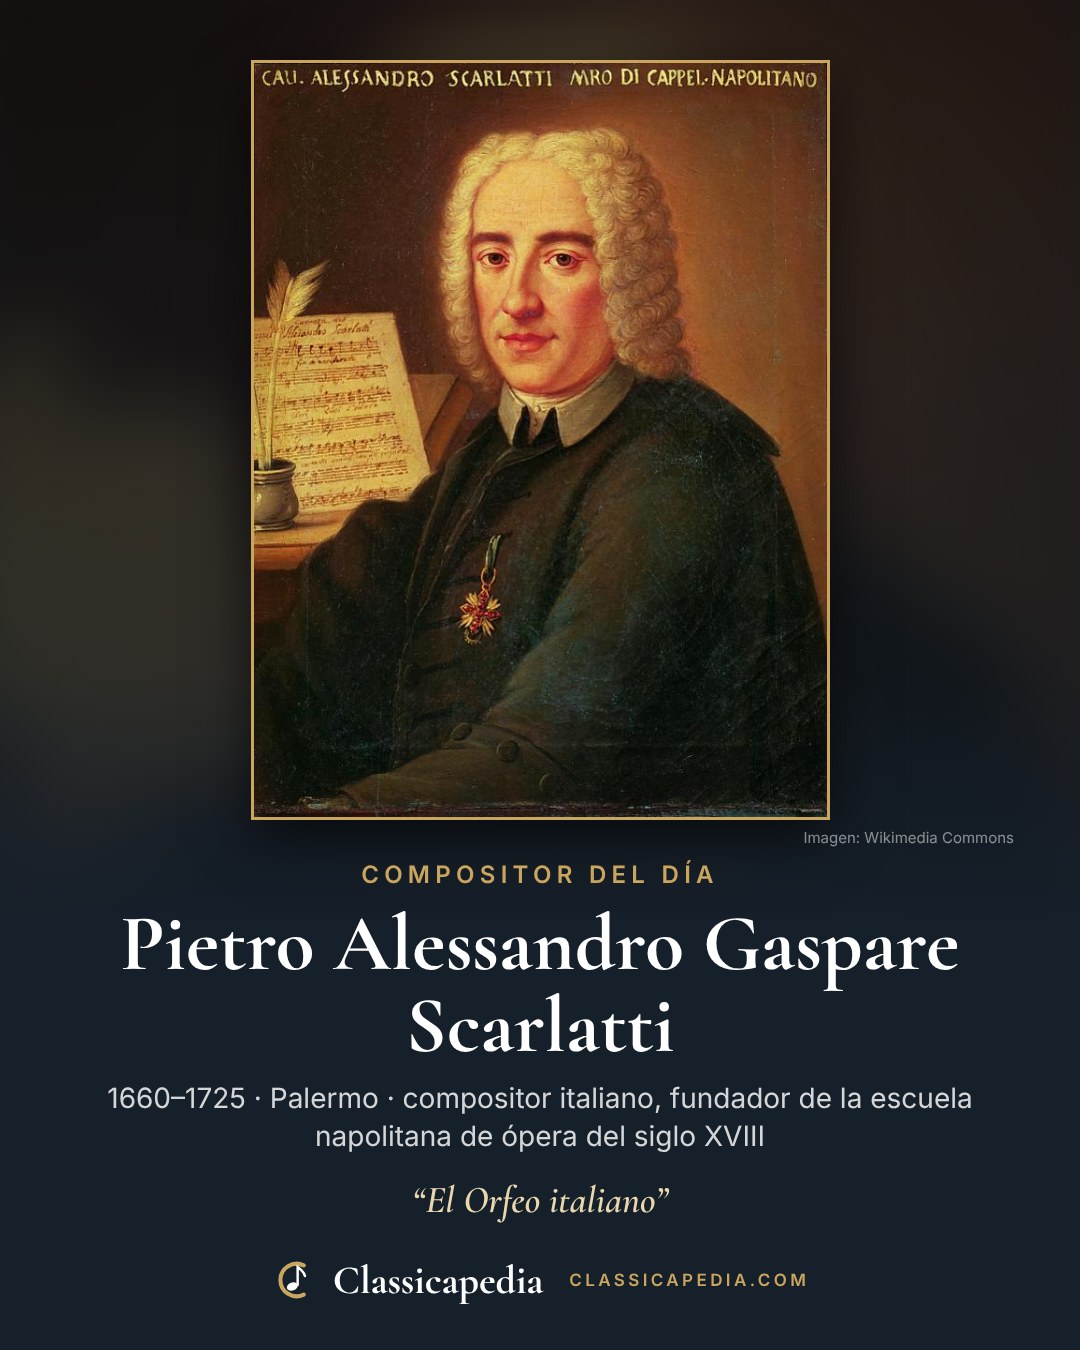 CAU. ALESSANDRO SCARLATTI MRO DI CAPPEL. NAPOLITANO
Alessandro Scarlatti
Imagen: Wikimedia Commons
COMPOSITOR DEL DÍA
Pietro Alessandro Gaspare
Scarlatti
1660–1725 · Palermo · compositor italiano, fundador de la escuela
napolitana de ópera del siglo XVIII
“El Orfeo italiano”
Classicapedia CLASSICAPEDIA.COM